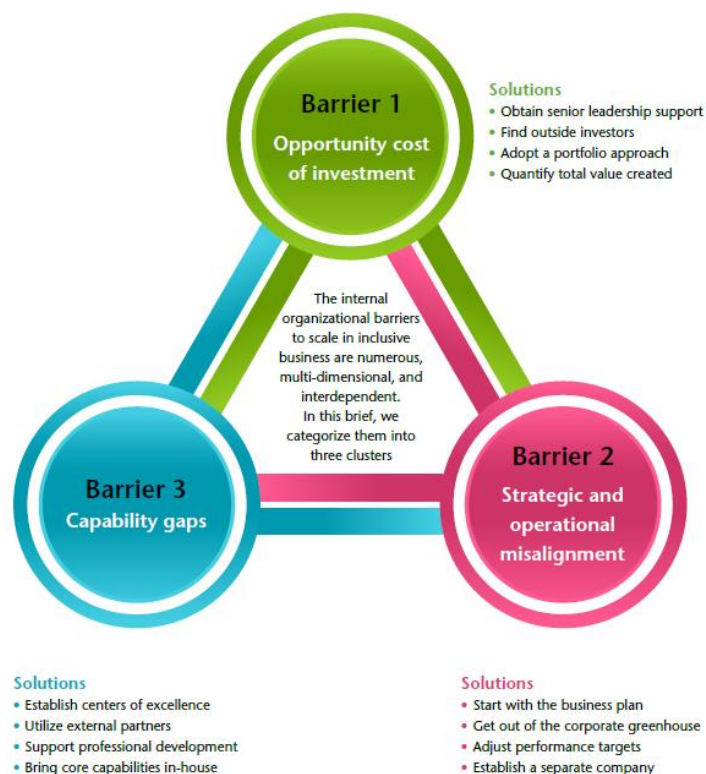 Barrier 1
Opportunity cost
of investment
Solutions
• Obtain senior leadership support
• Find outside investors
• Adopt a portfolio approach
• Quantify total value created
The internal
organizational barriers
to scale in inclusive
business are numerous,
multi-dimensional, and
interdependent.
In this brief, we
categorize them into
three clusters
Barrier 2
Strategic and
operational
misalignment
Barrier 3
Capability gaps
Solutions
• Establish centers of excellence
• Utilize external partners
• Support professional development
• Bring core capabilities in-house
Solutions
• Start with the business plan
• Get out of the corporate greenhouse
• Adjust performance targets
• Establish a separate company